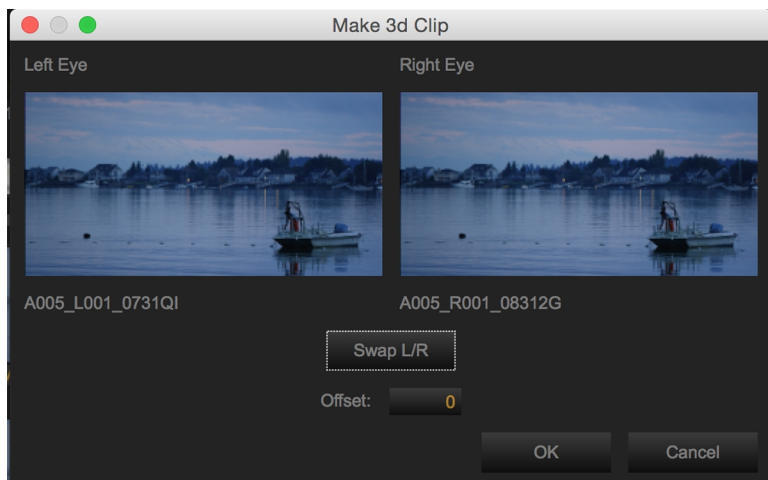 Make 3d Clip
Left Eye
Right Eye
A005_L001_0731QI
A005_R001_08312G
Swap L/R
Offset: 0
OK
Cancel